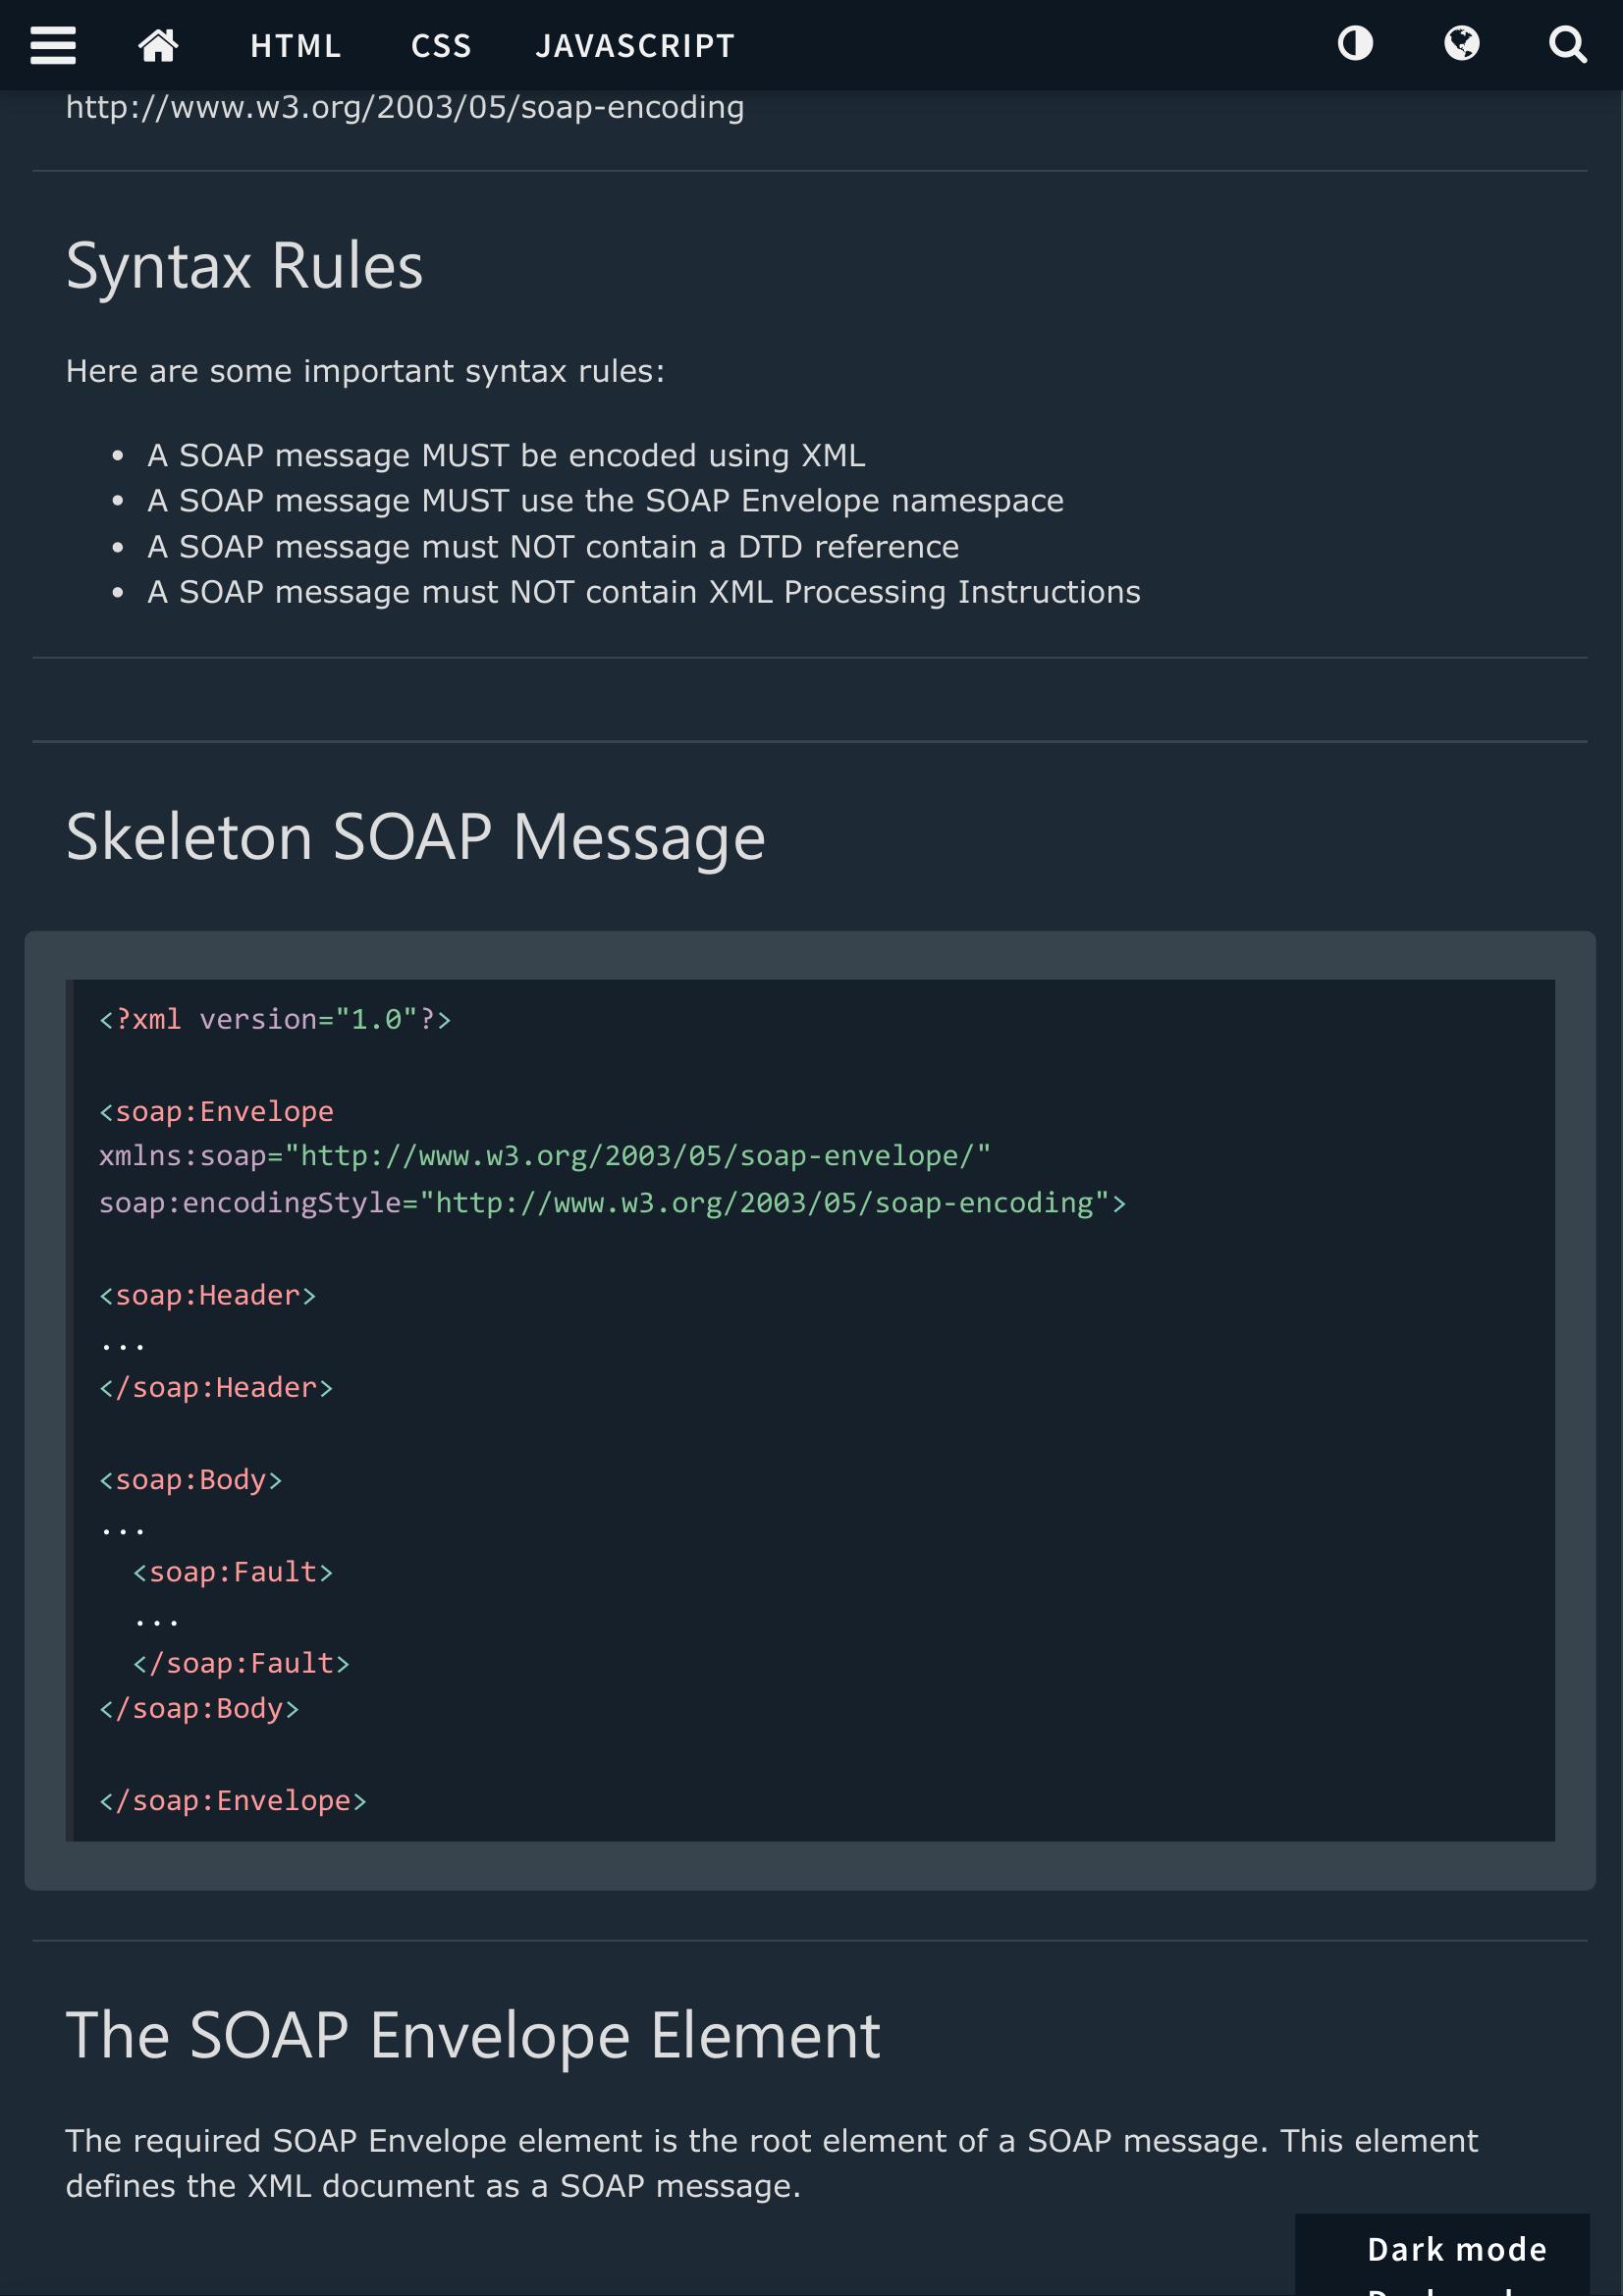 HTML CSS JAVASCRIPT
http://www.w3.org/2003/05/soap-encoding
Syntax Rules
Here are some important syntax rules:
• A SOAP message MUST be encoded using XML
• A SOAP message MUST use the SOAP Envelope namespace
• A SOAP message must NOT contain a DTD reference
• A SOAP message must NOT contain XML Processing Instructions
Skeleton SOAP Message
<?xml version="1.0"?>
<soap:Envelope
xmlns:soap="http://www.w3.org/2003/05/soap-envelope/"
soap:encodingStyle="http://www.w3.org/2003/05/soap-encoding">
<soap:Header>
...
</soap:Header>
<soap:Body>
...
  <soap:Fault>
  ...
  </soap:Fault>
</soap:Body>
</soap:Envelope>
The SOAP Envelope Element
The required SOAP Envelope element is the root element of a SOAP message. This element
defines the XML document as a SOAP message.
Dark mode